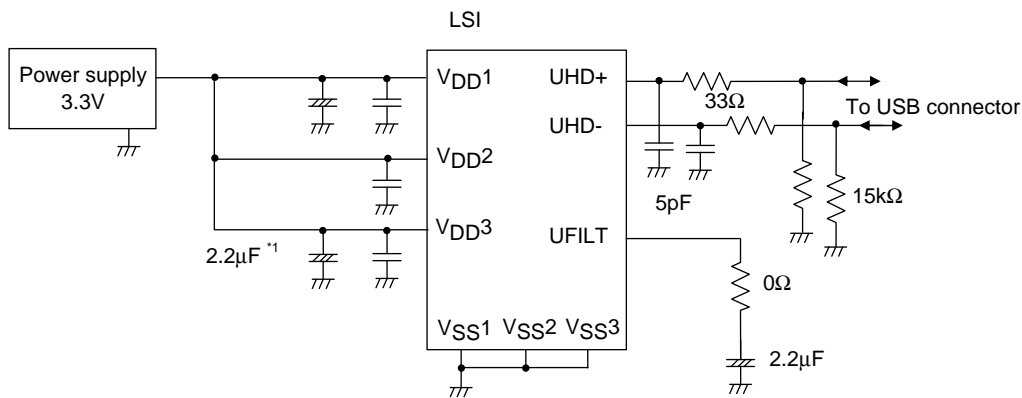 LSI
Power supply
3.3V
VDD1
VDD2
VDD3
2.2μF *1
VSS1 VSS2 VSS3
UHD+
UHD-
UFILT
33Ω
To USB connector
5pF
15kΩ
0Ω
2.2μF